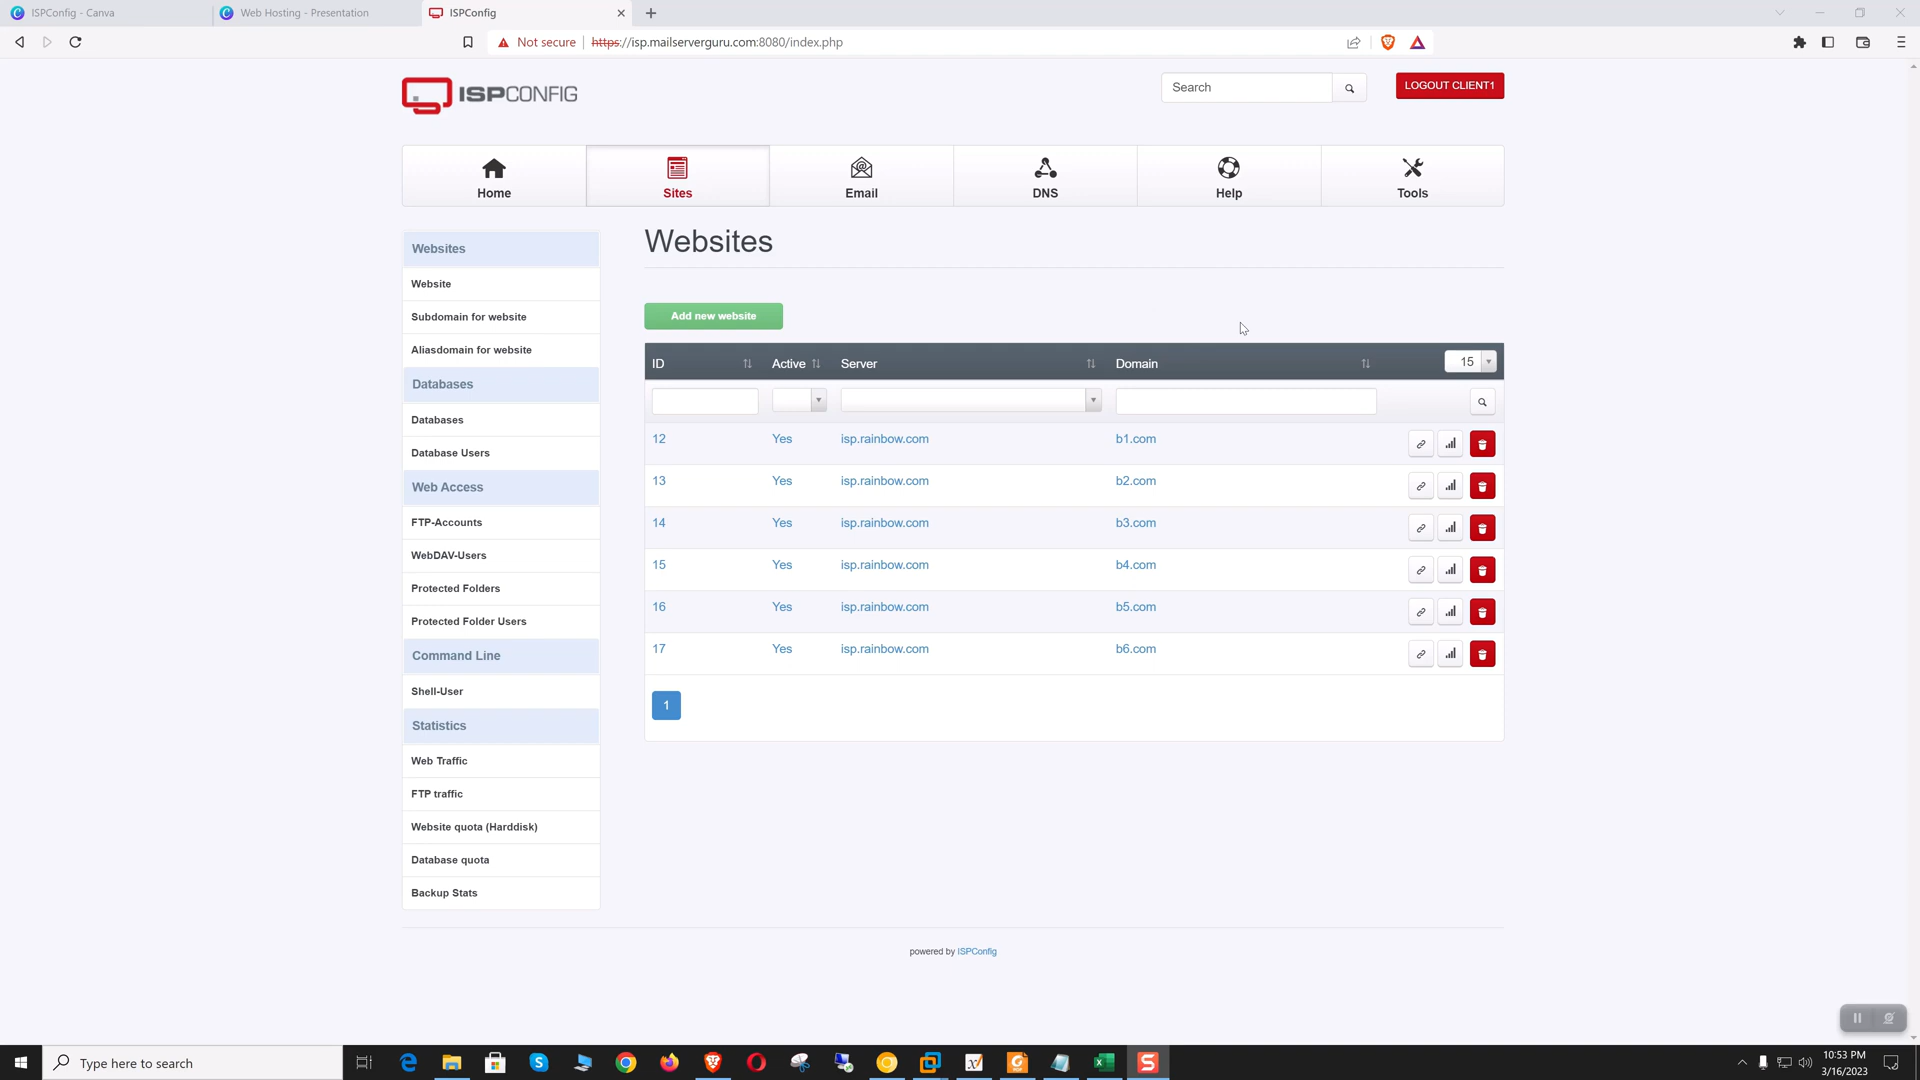 ISPConfig - Canva
Web Hosting - Presentation
ISPConfig
Not secure
https://isp.mailserverguru.com:8080/index.php
ISPCONFIG
Search
LOGOUT CLIENT1
Home
Sites
Email
DNS
Help
Tools
Websites
Website
Subdomain for website
Aliasdomain for website
Databases
Databases
Database Users
Web Access
FTP-Accounts
WebDAV-Users
Protected Folders
Protected Folder Users
Command Line
Shell-User
Statistics
Web Traffic
FTP traffic
Website quota (Harddisk)
Database quota
Backup Stats
Websites
Add new website
ID Active Server Domain 15
12 Yes isp.rainbow.com b1.com
13 Yes isp.rainbow.com b2.com
14 Yes isp.rainbow.com b3.com
15 Yes isp.rainbow.com b4.com
16 Yes isp.rainbow.com b5.com
17 Yes isp.rainbow.com b6.com
1
powered by ISPConfig
Type here to search
10:53 PM
3/16/2023